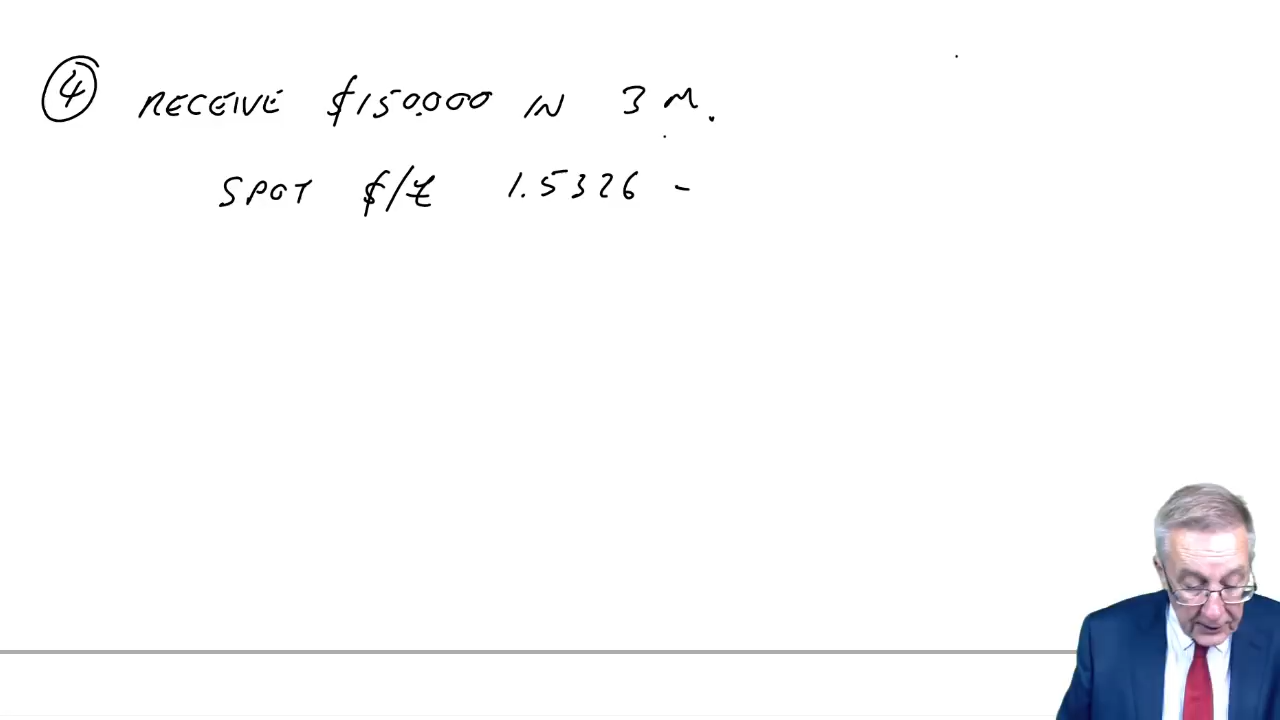 ④ RECEIVE $150.000 IN 3 M.
SPOT $/£ 1.5326 -